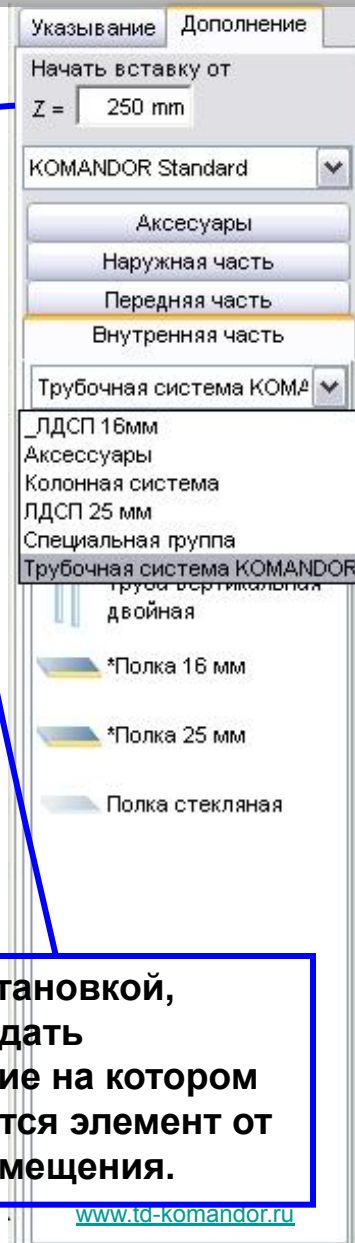 Указывание Дополнение
Начать вставку от
Z = 250 mm
KOMANDOR Standard
Аксесуары
Наружная часть
Передняя часть
Внутренняя часть
Трубочная система КОМА
_ЛДСП 16мм
Аксессуары
Колонная система
ЛДСП 25 мм
Специальная группа
Трубочная система KOMANDOR
Труба вертикальная
двойная
*Полка 16 мм
*Полка 25 мм
Полка стекляная
тановкой,
дать
ие на котором
тся элемент от
мещения.
www.td-komandor.ru